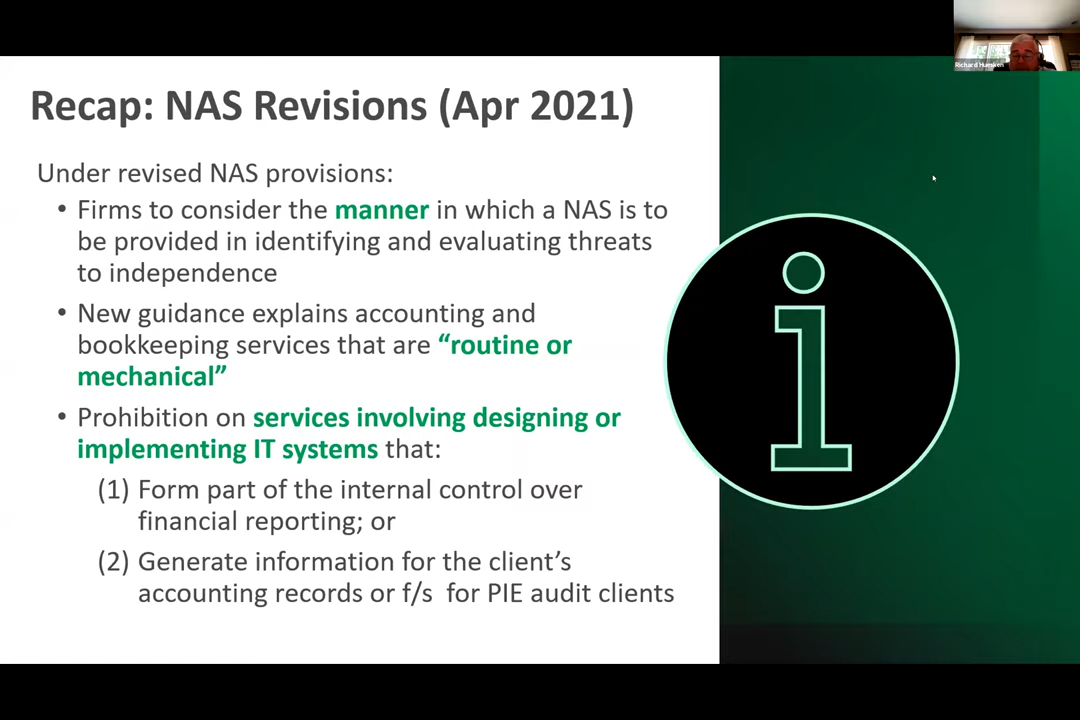 Richard Huesken
Recap: NAS Revisions (Apr 2021)
Under revised NAS provisions:
• Firms to consider the manner in which a NAS is to
be provided in identifying and evaluating threats
to independence
• New guidance explains accounting and
bookkeeping services that are “routine or
mechanical”
• Prohibition on services involving designing or
implementing IT systems that:
(1) Form part of the internal control over
financial reporting; or
(2) Generate information for the client’s
accounting records or f/s for PIE audit clients
i